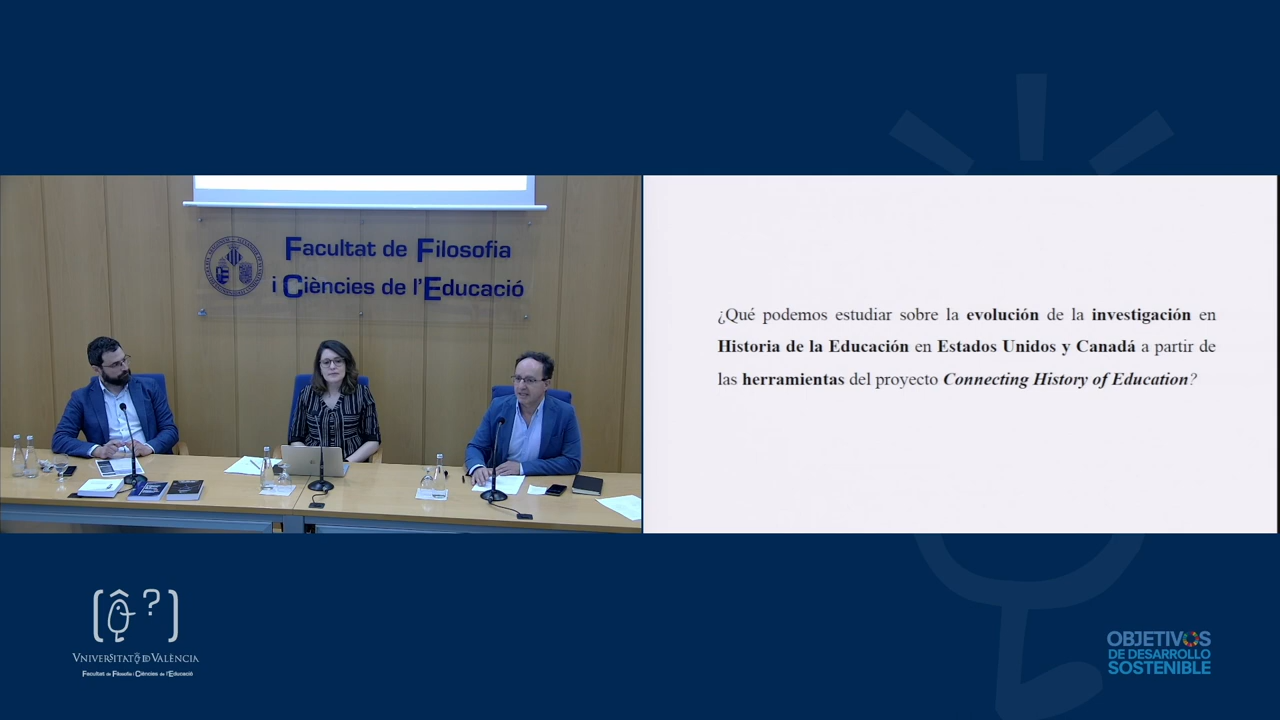 Facultat de Filosofia
i Ciències de l'Educació
¿Qué podemos estudiar sobre la evolución de la investigación en
Historia de la Educación en Estados Unidos y Canadá a partir de
las herramientas del proyecto Connecting History of Education?
[Ô ?]
VNIVERSITAT ID VALÈNCIA
Facultat de Filosofia i Ciències de l'Educació
OBJETIVOS
DE DESARROLLO
SOSTENIBLE